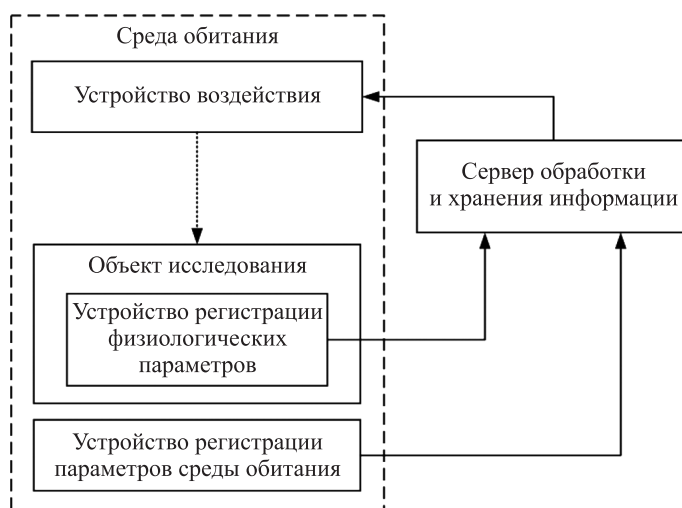 Среда обитания
Устройство воздействия
Сервер обработки
и хранения информации
Объект исследования
Устройство регистрации
физиологических
параметров
Устройство регистрации
параметров среды обитания